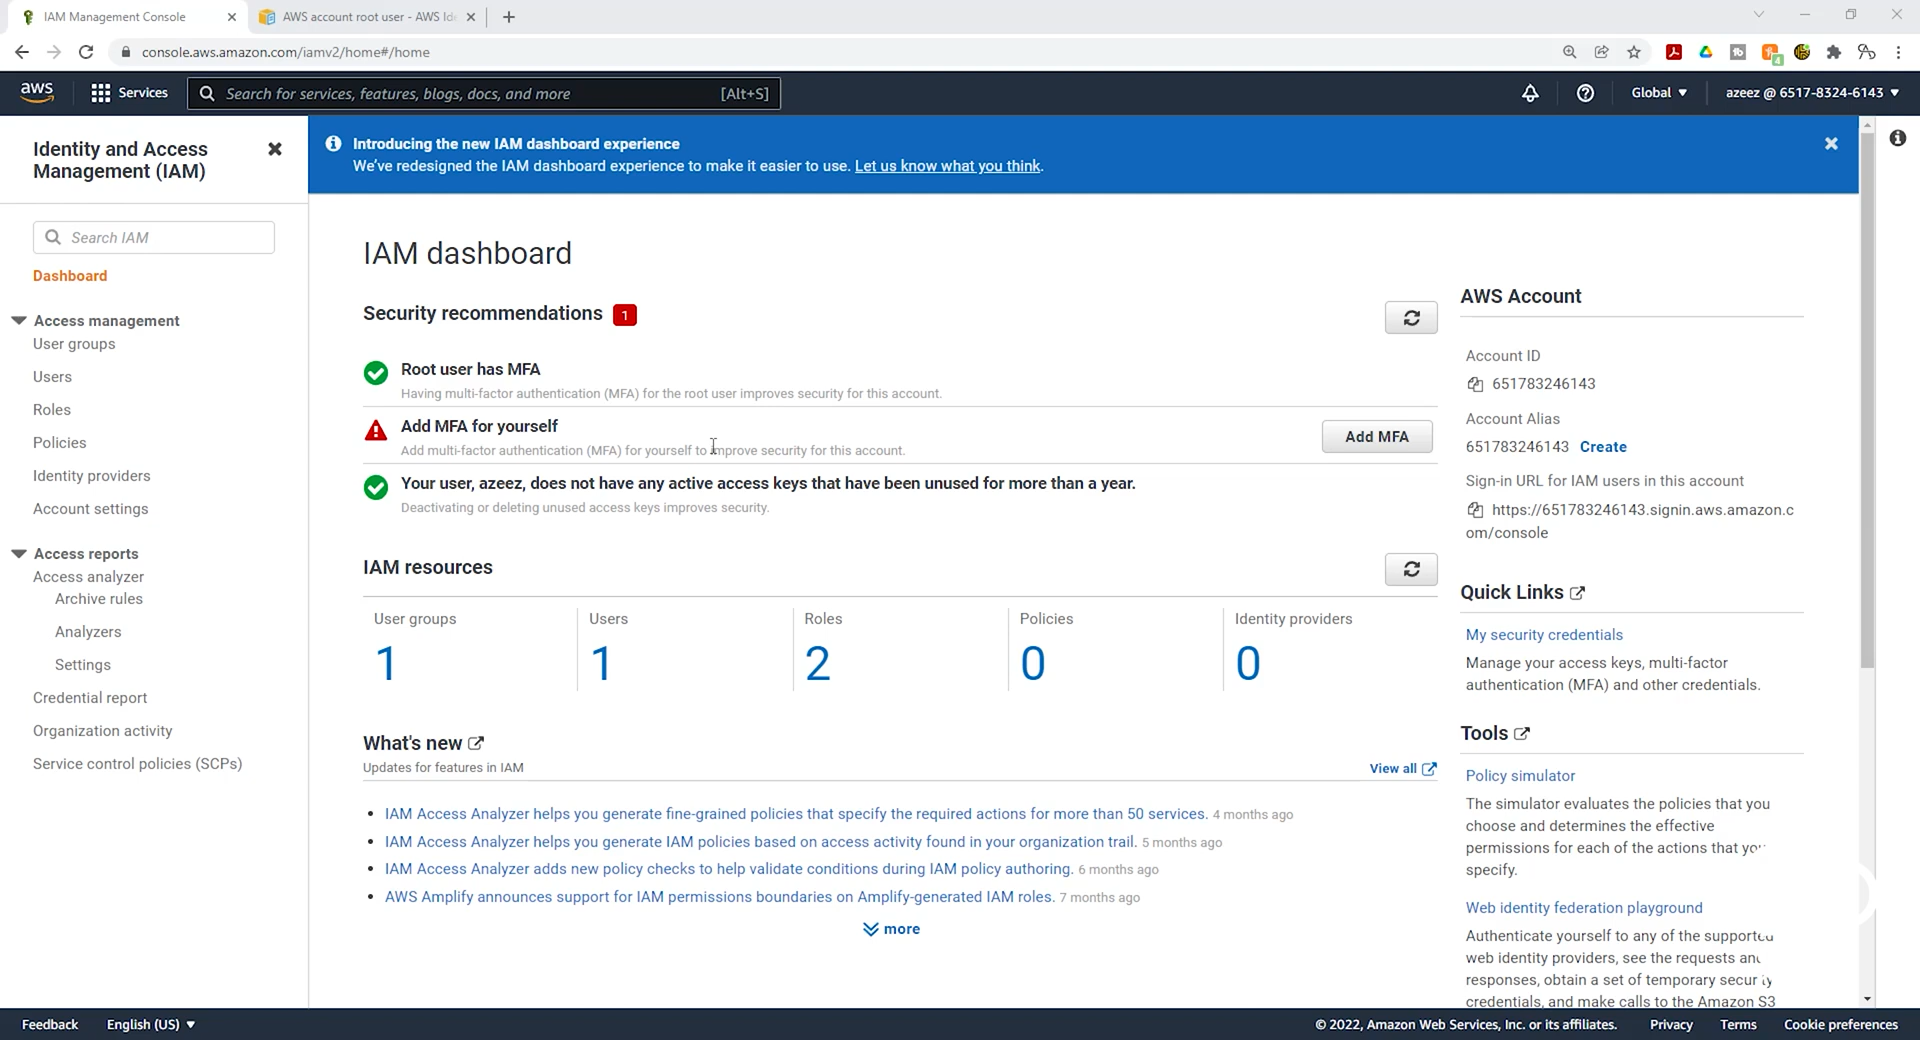 IAM Management Console
AWS account root user - AWS Id
console.aws.amazon.com/iamv2/home#/home
aws
Services
Search for services, features, blogs, docs, and more
[Alt+S]
Global
azeez @ 6517-8324-6143
Identity and Access
Management (IAM)
Search IAM
Dashboard
Access management
User groups
Users
Roles
Policies
Identity providers
Account settings
Access reports
Access analyzer
Archive rules
Analyzers
Settings
Credential report
Organization activity
Service control policies (SCPs)
Introducing the new IAM dashboard experience
We've redesigned the IAM dashboard experience to make it easier to use. Let us know what you think.
IAM dashboard
Security recommendations 1
Root user has MFA
Having multi-factor authentication (MFA) for the root user improves security for this account.
Add MFA for yourself
Add multi-factor authentication (MFA) for yourself to improve security for this account.
Add MFA
Your user, azeez, does not have any active access keys that have been unused for more than a year.
Deactivating or deleting unused access keys improves security.
IAM resources
User groups
1
Users
1
Roles
2
Policies
0
Identity providers
0
What's new
Updates for features in IAM
View all
• IAM Access Analyzer helps you generate fine-grained policies that specify the required actions for more than 50 services. 4 months ago
• IAM Access Analyzer helps you generate IAM policies based on access activity found in your organization trail. 5 months ago
• IAM Access Analyzer adds new policy checks to help validate conditions during IAM policy authoring. 6 months ago
• AWS Amplify announces support for IAM permissions boundaries on Amplify-generated IAM roles. 7 months ago
more
AWS Account
Account ID
651783246143
Account Alias
651783246143 Create
Sign-in URL for IAM users in this account
https://651783246143.signin.aws.amazon.c
om/console
Quick Links
My security credentials
Manage your access keys, multi-factor
authentication (MFA) and other credentials.
Tools
Policy simulator
The simulator evaluates the policies that you
choose and determines the effective
permissions for each of the actions that you
specify.
Web identity federation playground
Authenticate yourself to any of the supported
web identity providers, see the requests and
responses, obtain a set of temporary security
credentials, and make calls to the Amazon S3
Feedback
English (US)
© 2022, Amazon Web Services, Inc. or its affiliates.
Privacy
Terms
Cookie preferences